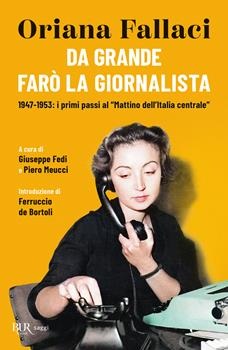 Oriana Fallaci
DA GRANDE
FARÒ LA GIORNALISTA
1947-1953: i primi passi al "Mattino dell'Italia centrale"
A cura di
Giuseppe Fedi
e Piero Meucci
Introduzione di
Ferruccio
de Bortoli
BUR saggi